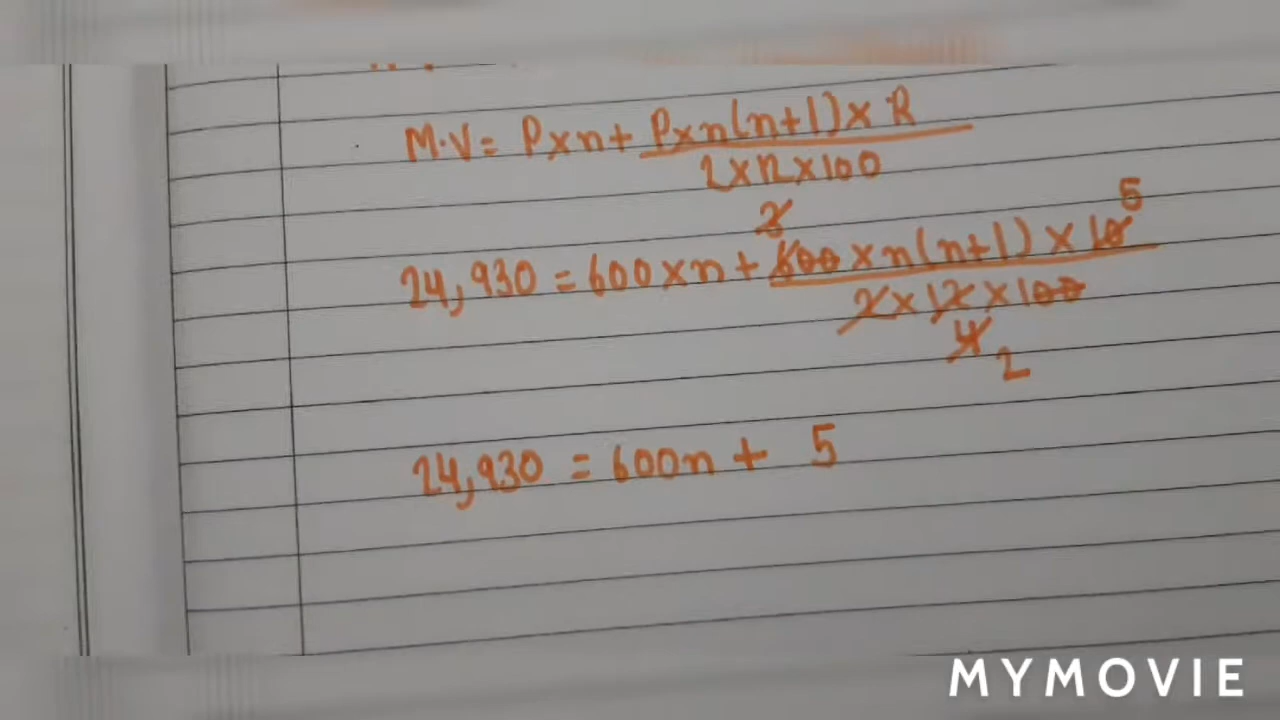 M.V = P x n + P x n(n+1) x R
2 x 12 x 100
2 5
24,930 = 600 x n + 600 x n(n+1) x 10
2 x 12 x 100
4
2
24,930 = 600n + 5
MYMOVIE